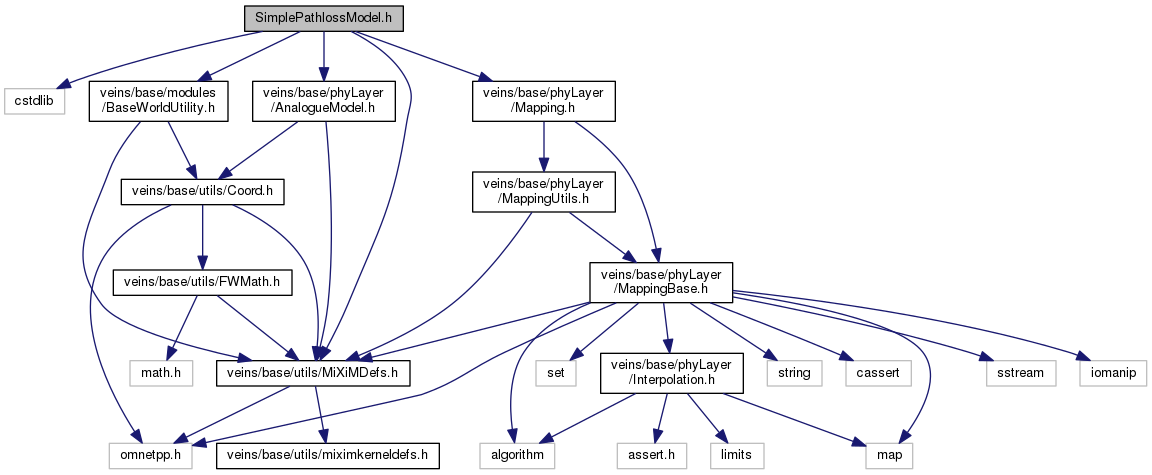 SimplePathlossModel.h
cstdlib
veins/base/modules
/BaseWorldUtility.h
veins/base/phyLayer
/AnalogueModel.h
veins/base/phyLayer
/Mapping.h
veins/base/utils/Coord.h
veins/base/phyLayer
/MappingUtils.h
veins/base/utils/FWMath.h
veins/base/phyLayer
/MappingBase.h
math.h
veins/base/utils/MiXiMDefs.h
set
veins/base/phyLayer
/Interpolation.h
string
cassert
sstream
iomanip
omnetpp.h
veins/base/utils/miximkerneldefs.h
algorithm
assert.h
limits
map